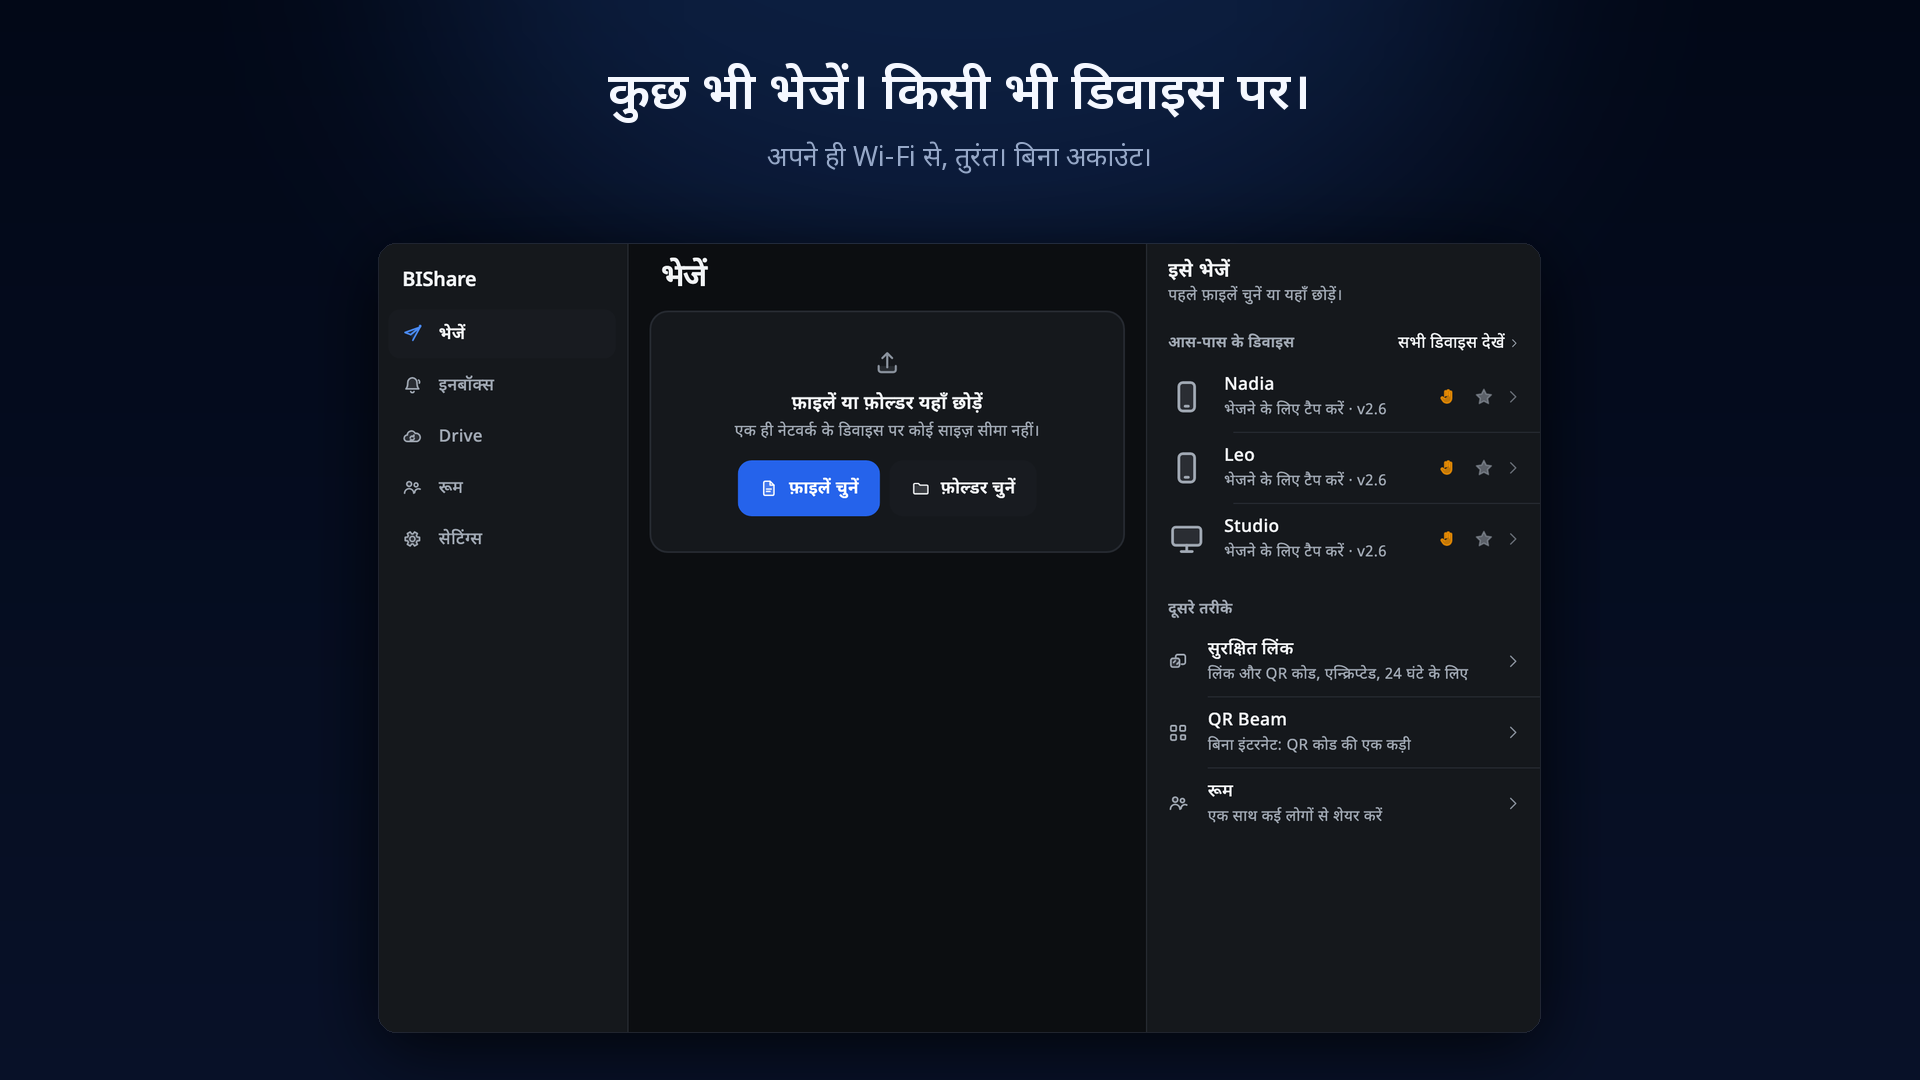 कुछ भी भेजें। किसी भी डिवाइस पर।
अपने ही Wi-Fi से, तुरंत। बिना अकाउंट।
BIShare
भेजें
इनबॉक्स
Drive
रूम
सेटिंग्स
भेजें
फ़ाइलें या फ़ोल्डर यहाँ छोड़ें
एक ही नेटवर्क के डिवाइस पर कोई साइज़ सीमा नहीं।
फ़ाइलें चुनें
फ़ोल्डर चुनें
इसे भेजें
पहले फ़ाइलें चुनें या यहाँ छोड़ें।
आस-पास के डिवाइस
सभी डिवाइस देखें
Nadia
भेजने के लिए टैप करें · v2.6
Leo
भेजने के लिए टैप करें · v2.6
Studio
भेजने के लिए टैप करें · v2.6
दूसरे तरीके
सुरक्षित लिंक
लिंक और QR कोड, एन्क्रिप्टेड, 24 घंटे के लिए
QR Beam
बिना इंटरनेट: QR कोड की एक कड़ी
रूम
एक साथ कई लोगों से शेयर करें